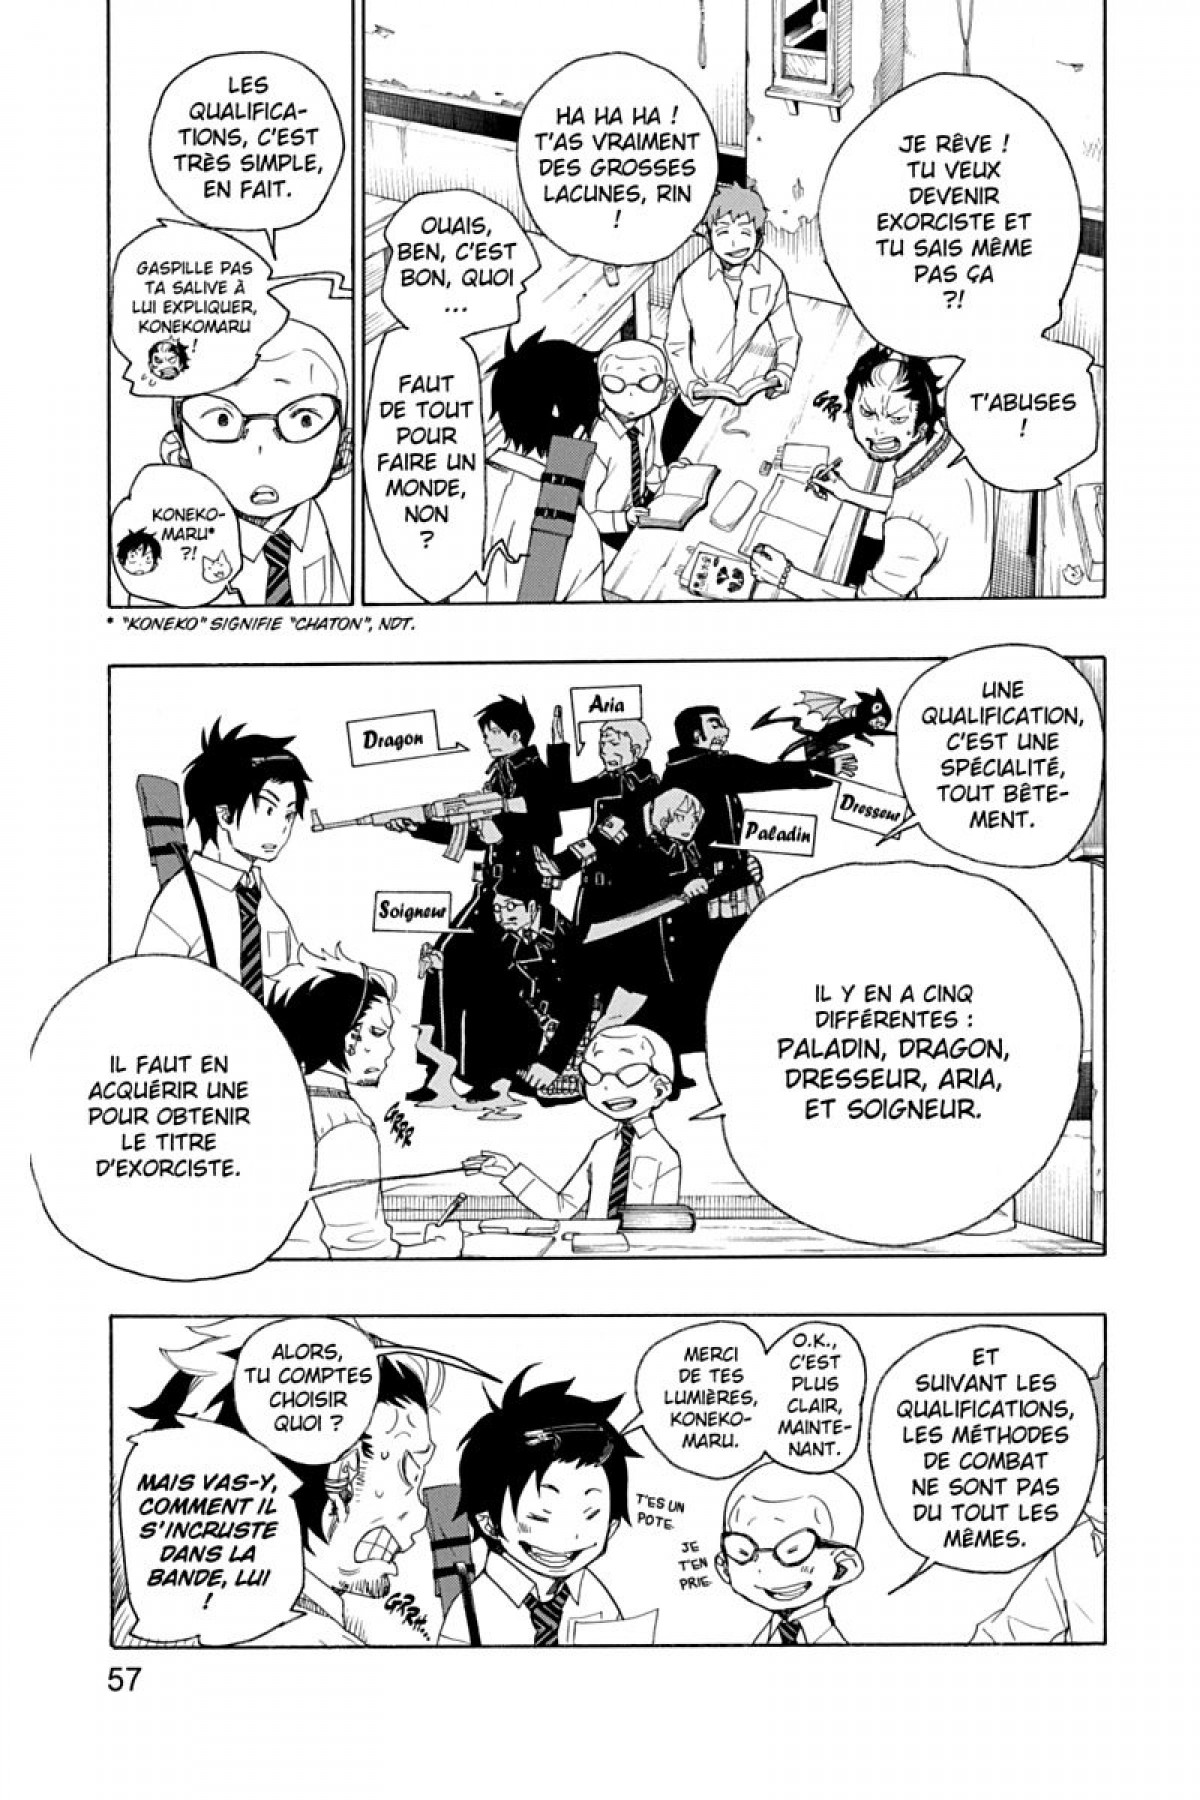 JE RÊVE !
TU VEUX
DEVENIR
EXORCISTE ET
TU SAIS MÊME
PAS ÇA
?!
T'ABUSES
!
HA HA HA !
T'AS VRAIMENT
DES GROSSES
LACUNES, RIN
!
OUAIS,
BEN, C'EST
BON, QUOI
...
FAUT
DE TOUT
POUR
FAIRE UN
MONDE,
NON
?
GRR
LES
QUALIFICA-
TIONS, C'EST
TRÈS SIMPLE,
EN FAIT.
GASPILLE PAS
TA SALIVE À
LUI EXPLIQUER,
KONEKOMARU
!
KONEKO-
MARU*
?!
* "KONEKO" SIGNIFIE "CHATON", NDT.
UNE
QUALIFICATION,
C'EST UNE
SPÉCIALITÉ,
TOUT BÊTE-
MENT.
Aria
Dragon
Dresseur
Paladin
Soigneur
IL Y EN A CINQ
DIFFÉRENTES :
PALADIN, DRAGON,
DRESSEUR, ARIA,
ET SOIGNEUR.
IL FAUT EN
ACQUÉRIR UNE
POUR OBTENIR
LE TITRE
D'EXORCISTE.
GRRR
ET
SUIVANT LES
QUALIFICATIONS,
LES MÉTHODES
DE COMBAT
NE SONT PAS
DU TOUT LES
MÊMES.
O.K.,
C'EST
PLUS
CLAIR,
MAINTE-
NANT.
MERCI
DE TES
LUMIÈRES,
KONEKO-
MARU.
T'ES UN
POTE.
JE
T'EN
PRIE.
ALORS,
TU COMPTES
CHOISIR
QUOI ?
MAIS VAS-Y,
COMMENT IL
S'INCRUSTE
DANS LA
BANDE, LUI
!
GRRH...
57